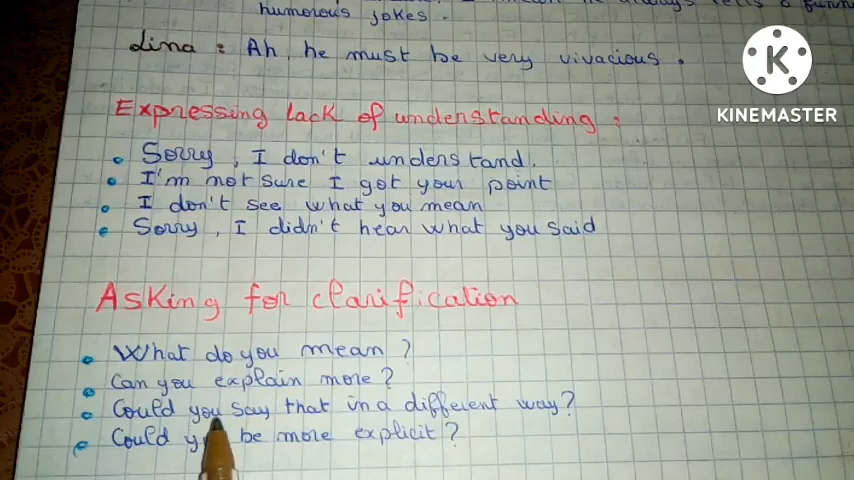 humorous jokes.
Lina : Ah, he must be very vivacious.
K
KINEMASTER
Expressing lack of understanding :
• Sorry, I don't understand.
• I'm not sure I got your point
• I don't see what you mean
• Sorry, I didn't hear what you said
Asking for clarification
• What do you mean ?
• Can you explain more ?
• Could you say that in a different way?
• Could be more explicit ?